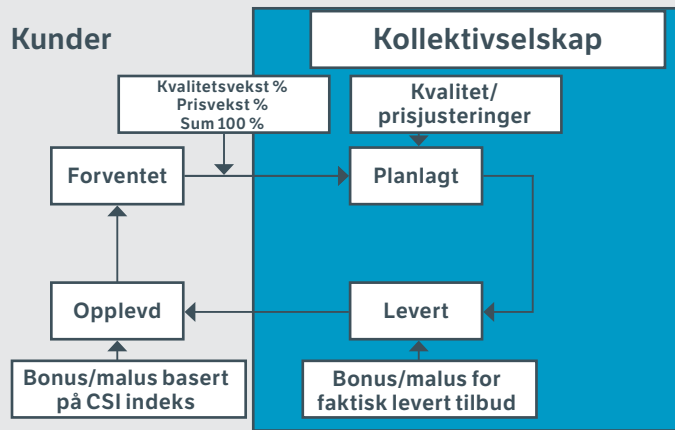 Kunder
Kollektivselskap
Kvalitetsvekst %
Prisvekst %
Sum 100 %
Kvalitet/
prisjusteringer
Forventet
Planlagt
Opplevd
Levert
Bonus/malus basert
på CSI indeks
Bonus/malus for
faktisk levert tilbud